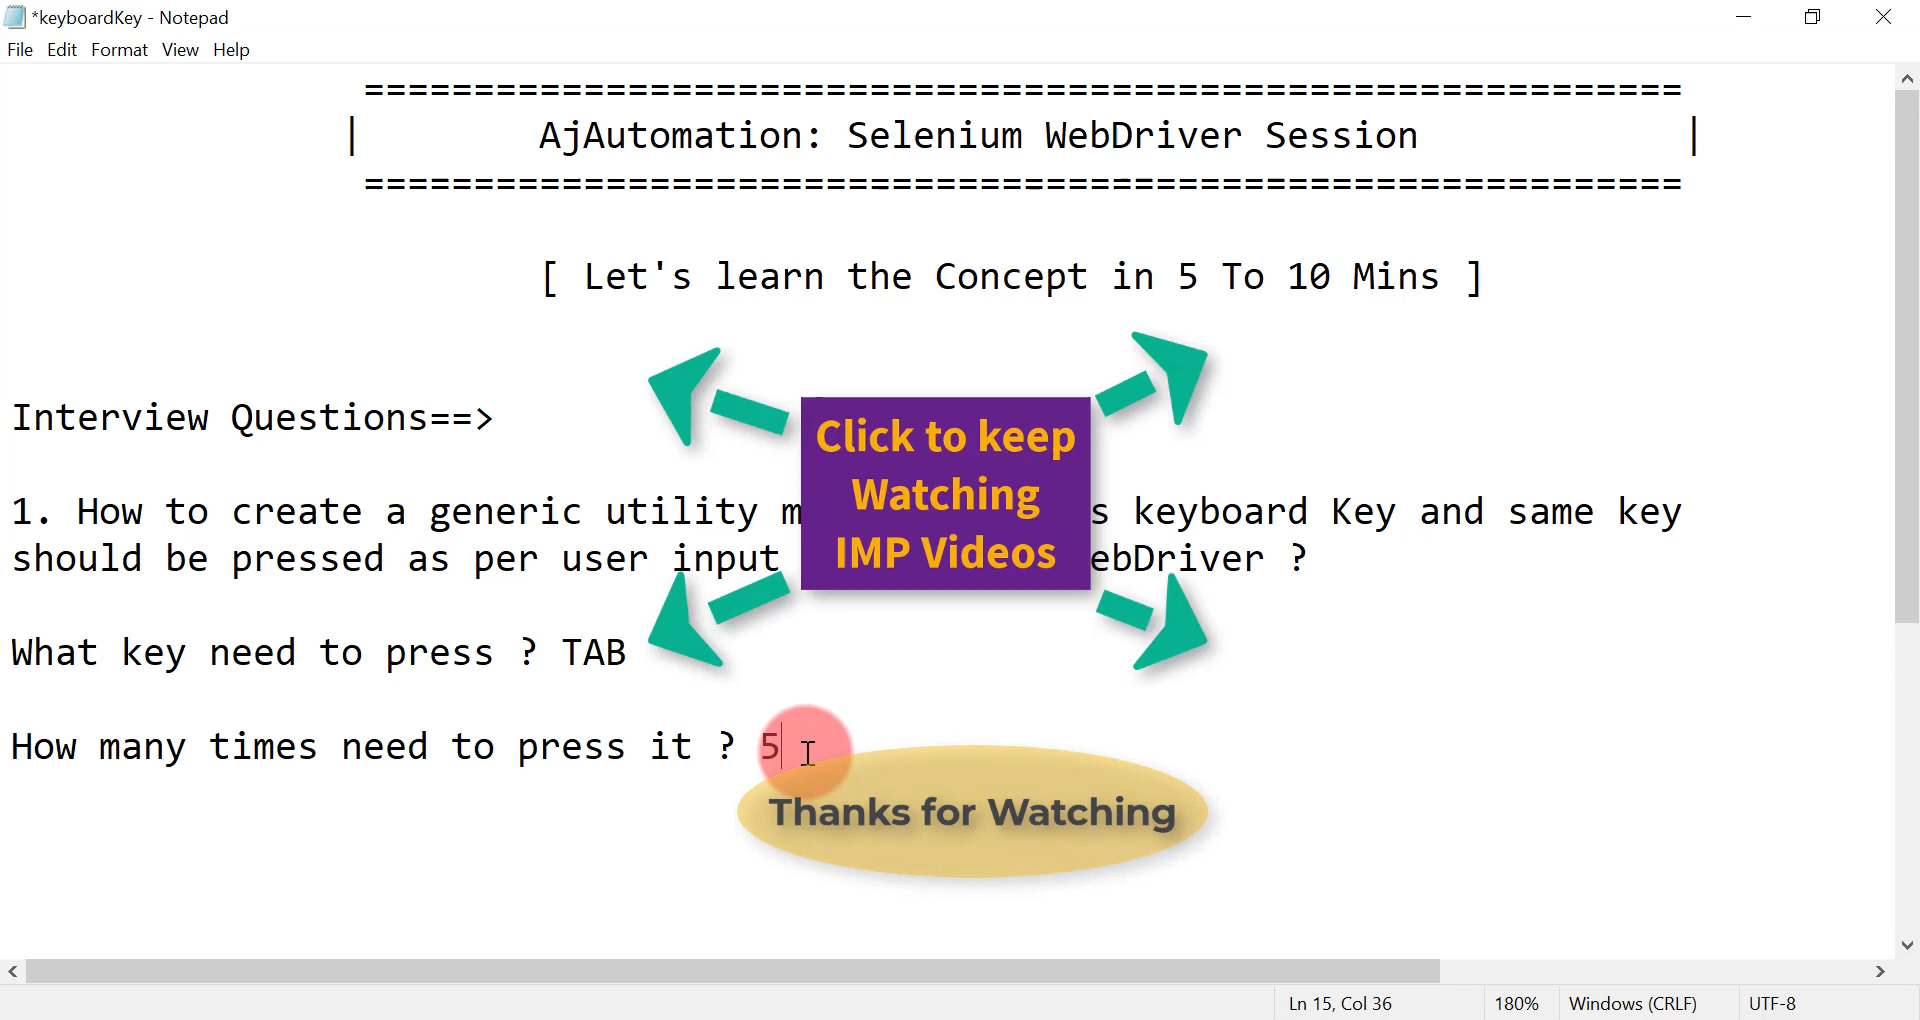 *keyboardKey - Notepad
File Edit Format View Help
============================================================
| AjAutomation: Selenium WebDriver Session |
============================================================
[ Let's learn the Concept in 5 To 10 Mins ]
Interview Questions==>
Click to keep
Watching
IMP Videos
1. How to create a generic utility m s keyboard Key and same key
should be pressed as per user input ebDriver ?
What key need to press ? TAB
How many times need to press it ? 5
Thanks for Watching
Ln 15, Col 36 180% Windows (CRLF) UTF-8